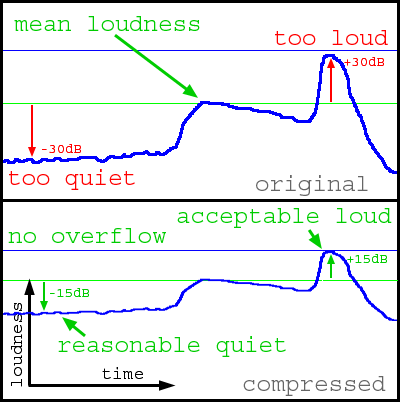 mean loudness
too loud
+30dB
-30dB
too quiet
original
acceptable loud
no overflow
+15dB
-15dB
loudness
reasonable quiet
time
compressed